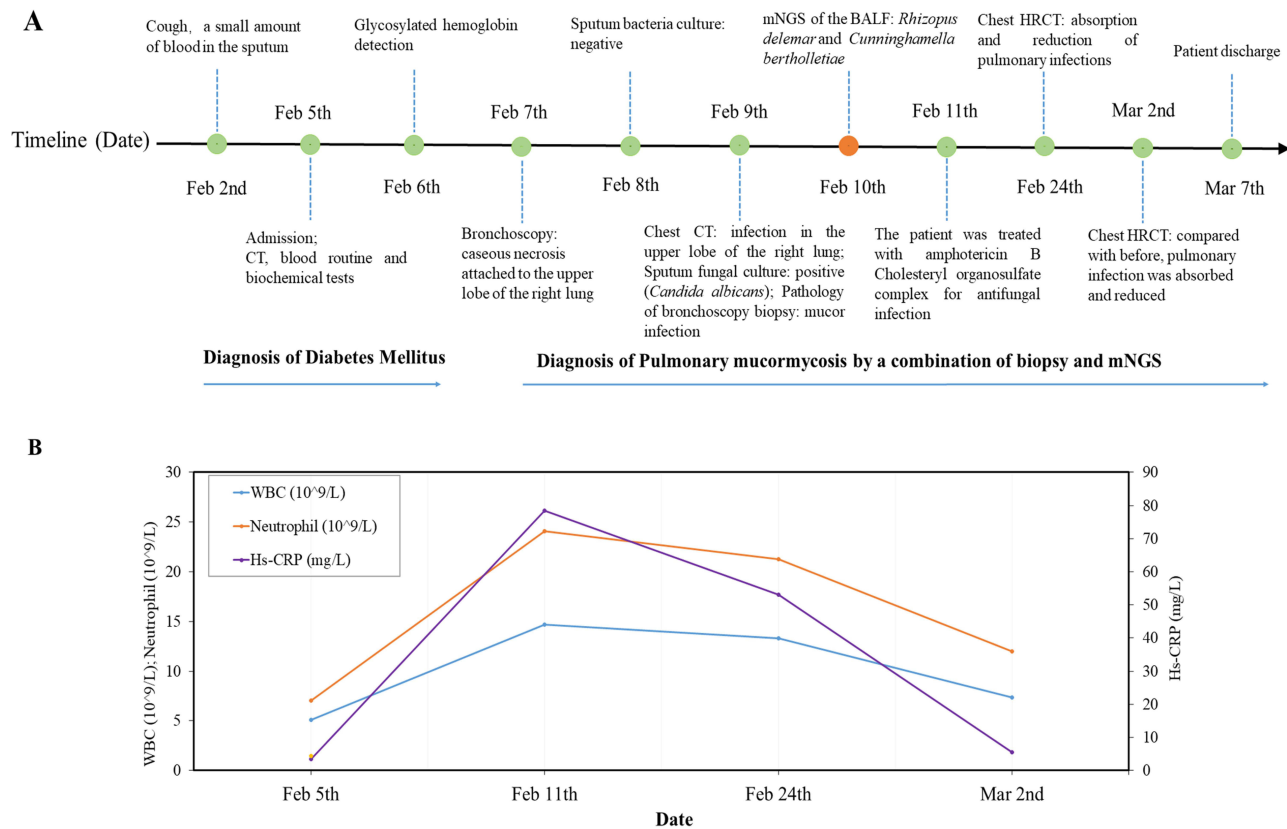 A
Cough, a small amount
of blood in the sputum
Glycosylated hemoglobin
detection
Sputum bacteria culture:
negative
mNGS of the BALF: Rhizopus
delemar and Cunninghamella
bertholletiae
Chest HRCT: absorption
and reduction of
pulmonary infections
Patient discharge
Feb 5th
Feb 7th
Feb 9th
Feb 11th
Mar 2nd
Timeline (Date)
Feb 2nd
Feb 6th
Feb 8th
Feb 10th
Feb 24th
Mar 7th
Admission;
CT, blood routine and
biochemical tests
Bronchoscopy:
caseous necrosis
attached to the upper
lobe of the right lung
Chest CT: infection in the
upper lobe of the right lung;
Sputum fungal culture: positive
(Candida albicans); Pathology
of bronchoscopy biopsy: mucor
infection
The patient was treated
with amphotericin B
Cholesteryl organosulfate
complex for antifungal
infection
Chest HRCT: compared
with before, pulmonary
infection was absorbed
and reduced
Diagnosis of Diabetes Mellitus
Diagnosis of Pulmonary mucormycosis by a combination of biopsy and mNGS
B
WBC (10^9/L); Neutrophil (10^9/L)
30
25
20
15
10
5
0
WBC (10^9/L)
Neutrophil (10^9/L)
Hs-CRP (mg/L)
90
80
70
60
50
40
30
20
10
0
Hs-CRP (mg/L)
Feb 5th
Feb 11th
Feb 24th
Mar 2nd
Date